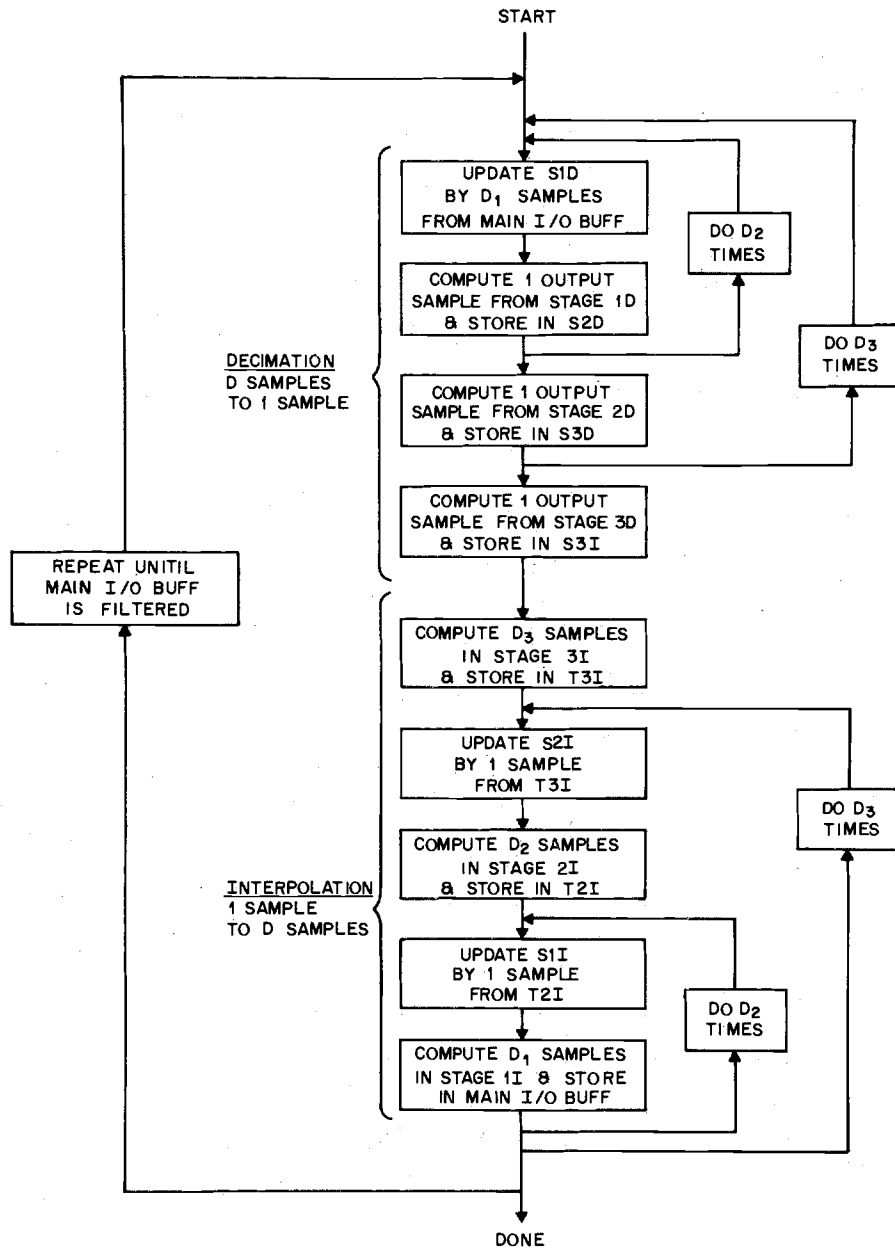 START
UPDATE S1D
BY D₁ SAMPLES
FROM MAIN I/O BUFF
DO D₂
TIMES
COMPUTE 1 OUTPUT
SAMPLE FROM STAGE 1D
& STORE IN S2D
DO D₃
TIMES
DECIMATION
D SAMPLES
TO 1 SAMPLE
COMPUTE 1 OUTPUT
SAMPLE FROM STAGE 2D
& STORE IN S3D
COMPUTE 1 OUTPUT
SAMPLE FROM STAGE 3D
& STORE IN S3I
REPEAT UNITIL
MAIN I/O BUFF
IS FILTERED
COMPUTE D₃ SAMPLES
IN STAGE 3I
& STORE IN T3I
UPDATE S2I
BY 1 SAMPLE
FROM T3I
DO D₃
TIMES
COMPUTE D₂ SAMPLES
IN STAGE 2I
& STORE IN T2I
INTERPOLATION
1 SAMPLE
TO D SAMPLES
UPDATE S1I
BY 1 SAMPLE
FROM T2I
DO D₂
TIMES
COMPUTE D₁ SAMPLES
IN STAGE 1I & STORE
IN MAIN I/O BUFF
DONE